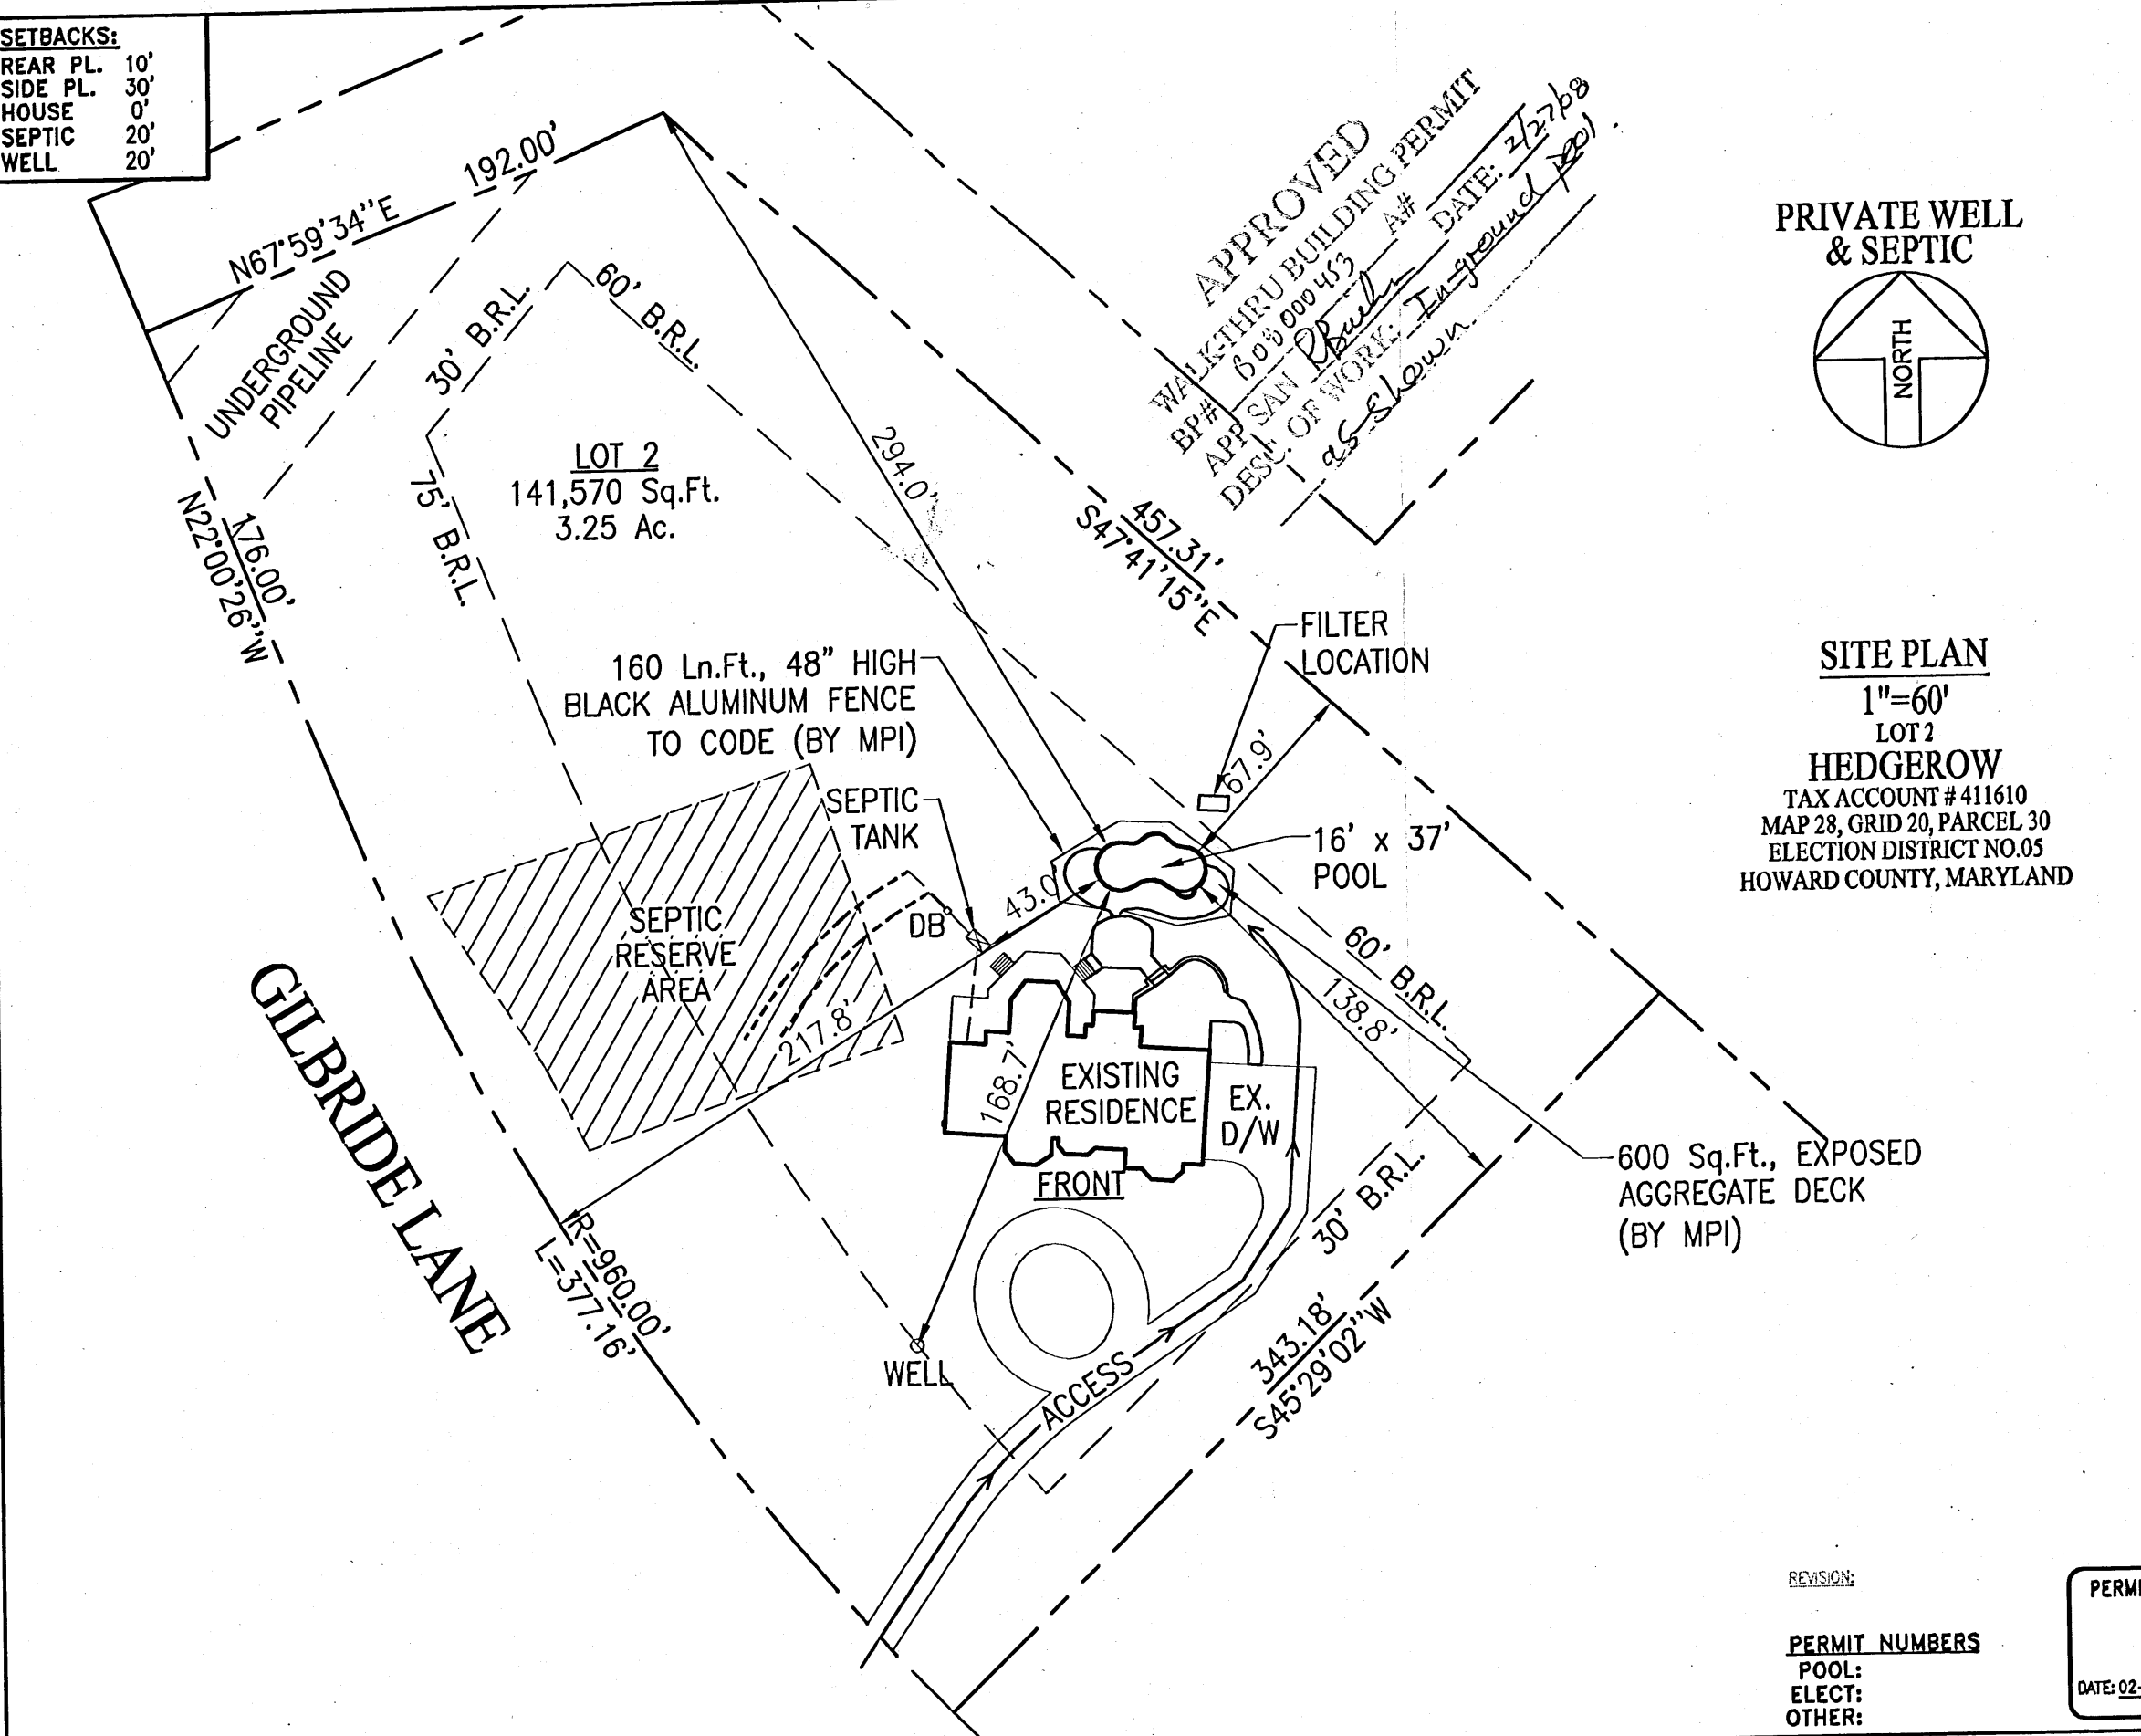 SETBACKS:
REAR PL. 10'
SIDE PL. 30'
HOUSE 0'
SEPTIC 20'
WELL 20'
192.00'
N67°59'34"E
UNDERGROUND
PIPELINE
30' B.R.L.
60' B.R.L.
75' B.R.L.
LOT 2
141,570 Sq.Ft.
3.25 Ac.
294.0'
176.00'
N22°00'26"W
457.31'
S47°41'15"E
APPROVED
WALK-THRU BUILDING PERMIT
BP# B08000453 A#
APP SAN DATE: 2/27/08
DESC. OF WORK: In-ground pool
as shown.
PRIVATE WELL
& SEPTIC
NORTH
SITE PLAN
1"=60'
LOT 2
HEDGEROW
TAX ACCOUNT # 411610
MAP 28, GRID 20, PARCEL 30
ELECTION DISTRICT NO.05
HOWARD COUNTY, MARYLAND
FILTER
LOCATION
160 Ln.Ft., 48" HIGH
BLACK ALUMINUM FENCE
TO CODE (BY MPI)
67.9'
SEPTIC
TANK
16' x 37'
POOL
43.0'
DB
SEPTIC
RESERVE
AREA
217.8'
60' B.R.L.
138.8'
168.7'
EXISTING
RESIDENCE
EX.
D/W
FRONT
600 Sq.Ft., EXPOSED
AGGREGATE DECK
(BY MPI)
30' B.R.L.
GILBRIDE LANE
R=960.00'
L=377.16'
WELL
ACCESS
343.18'
S45°29'02"W
REVISION:
PERMIT NUMBERS
POOL:
ELECT:
OTHER:
PERMI
DATE: 02-